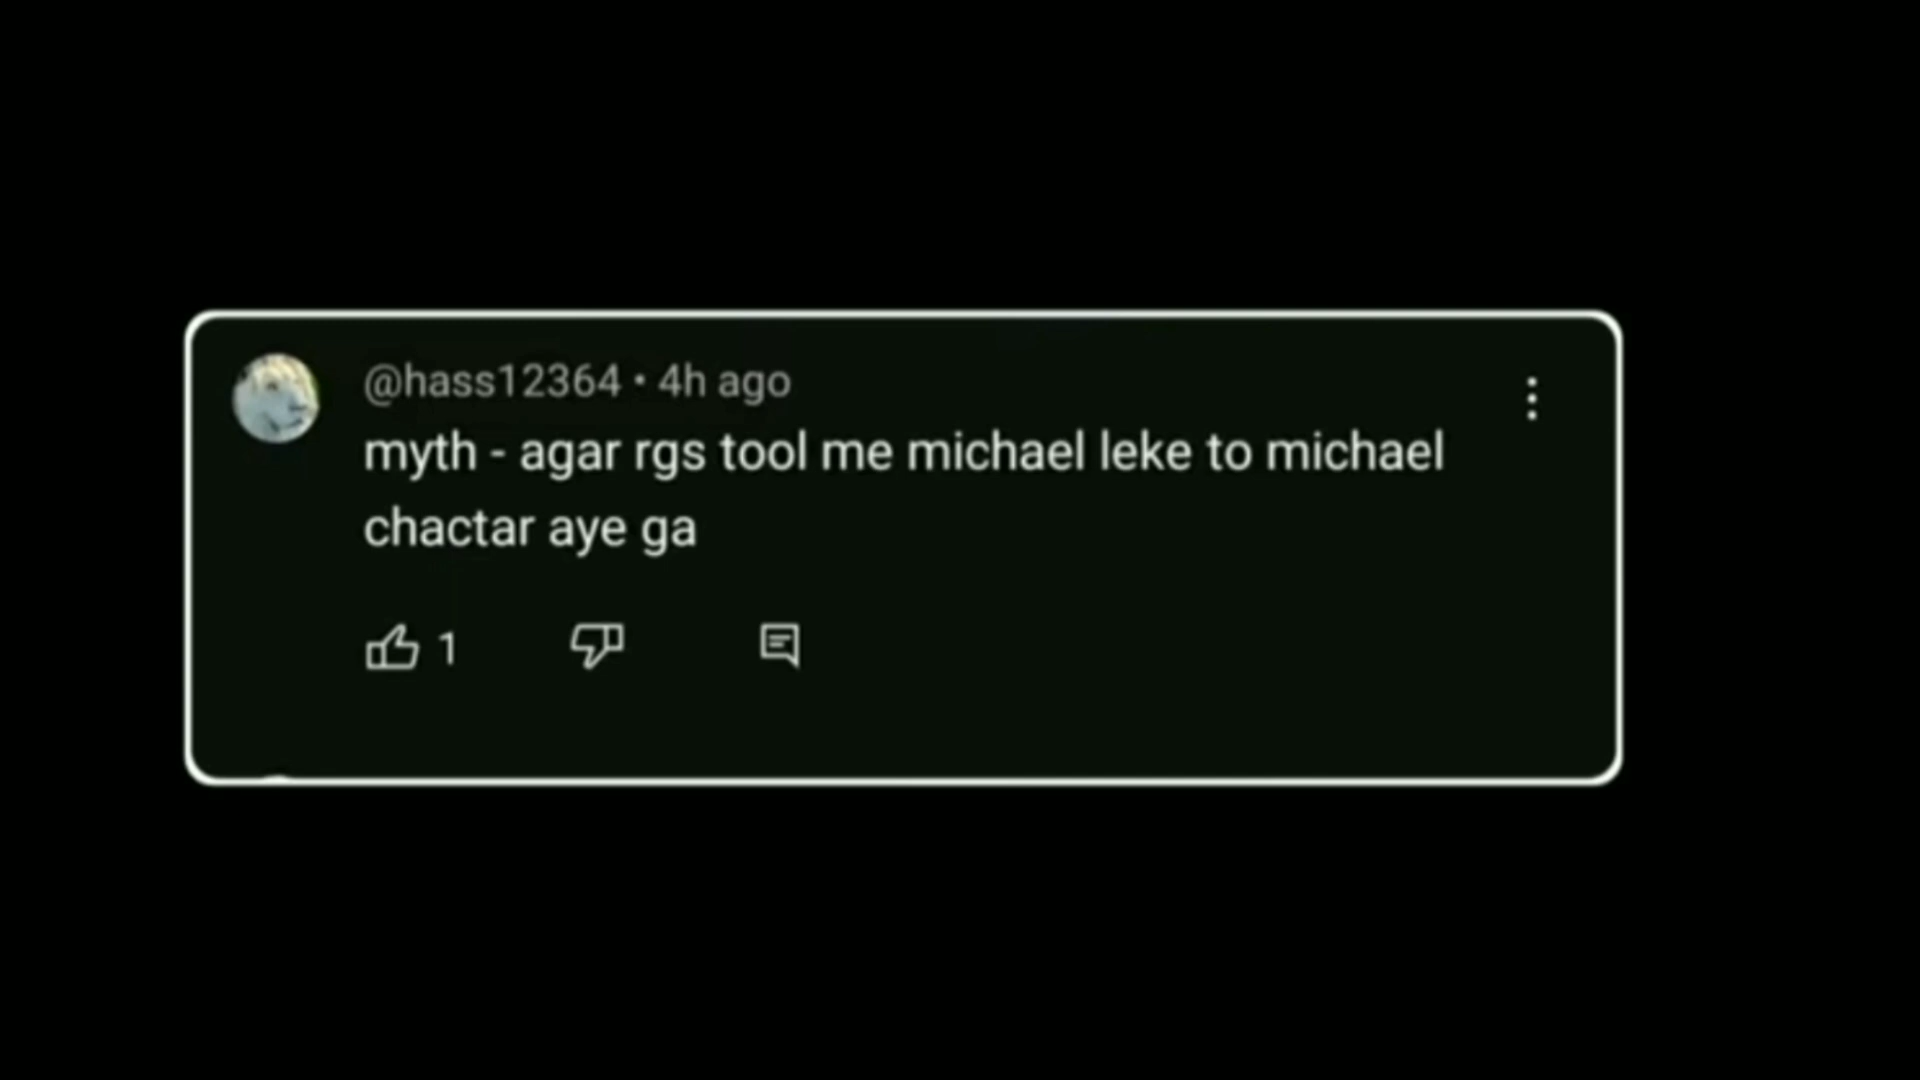 @hass12364 • 4h ago
myth - agar rgs tool me michael leke to michael
chactar aye ga
1